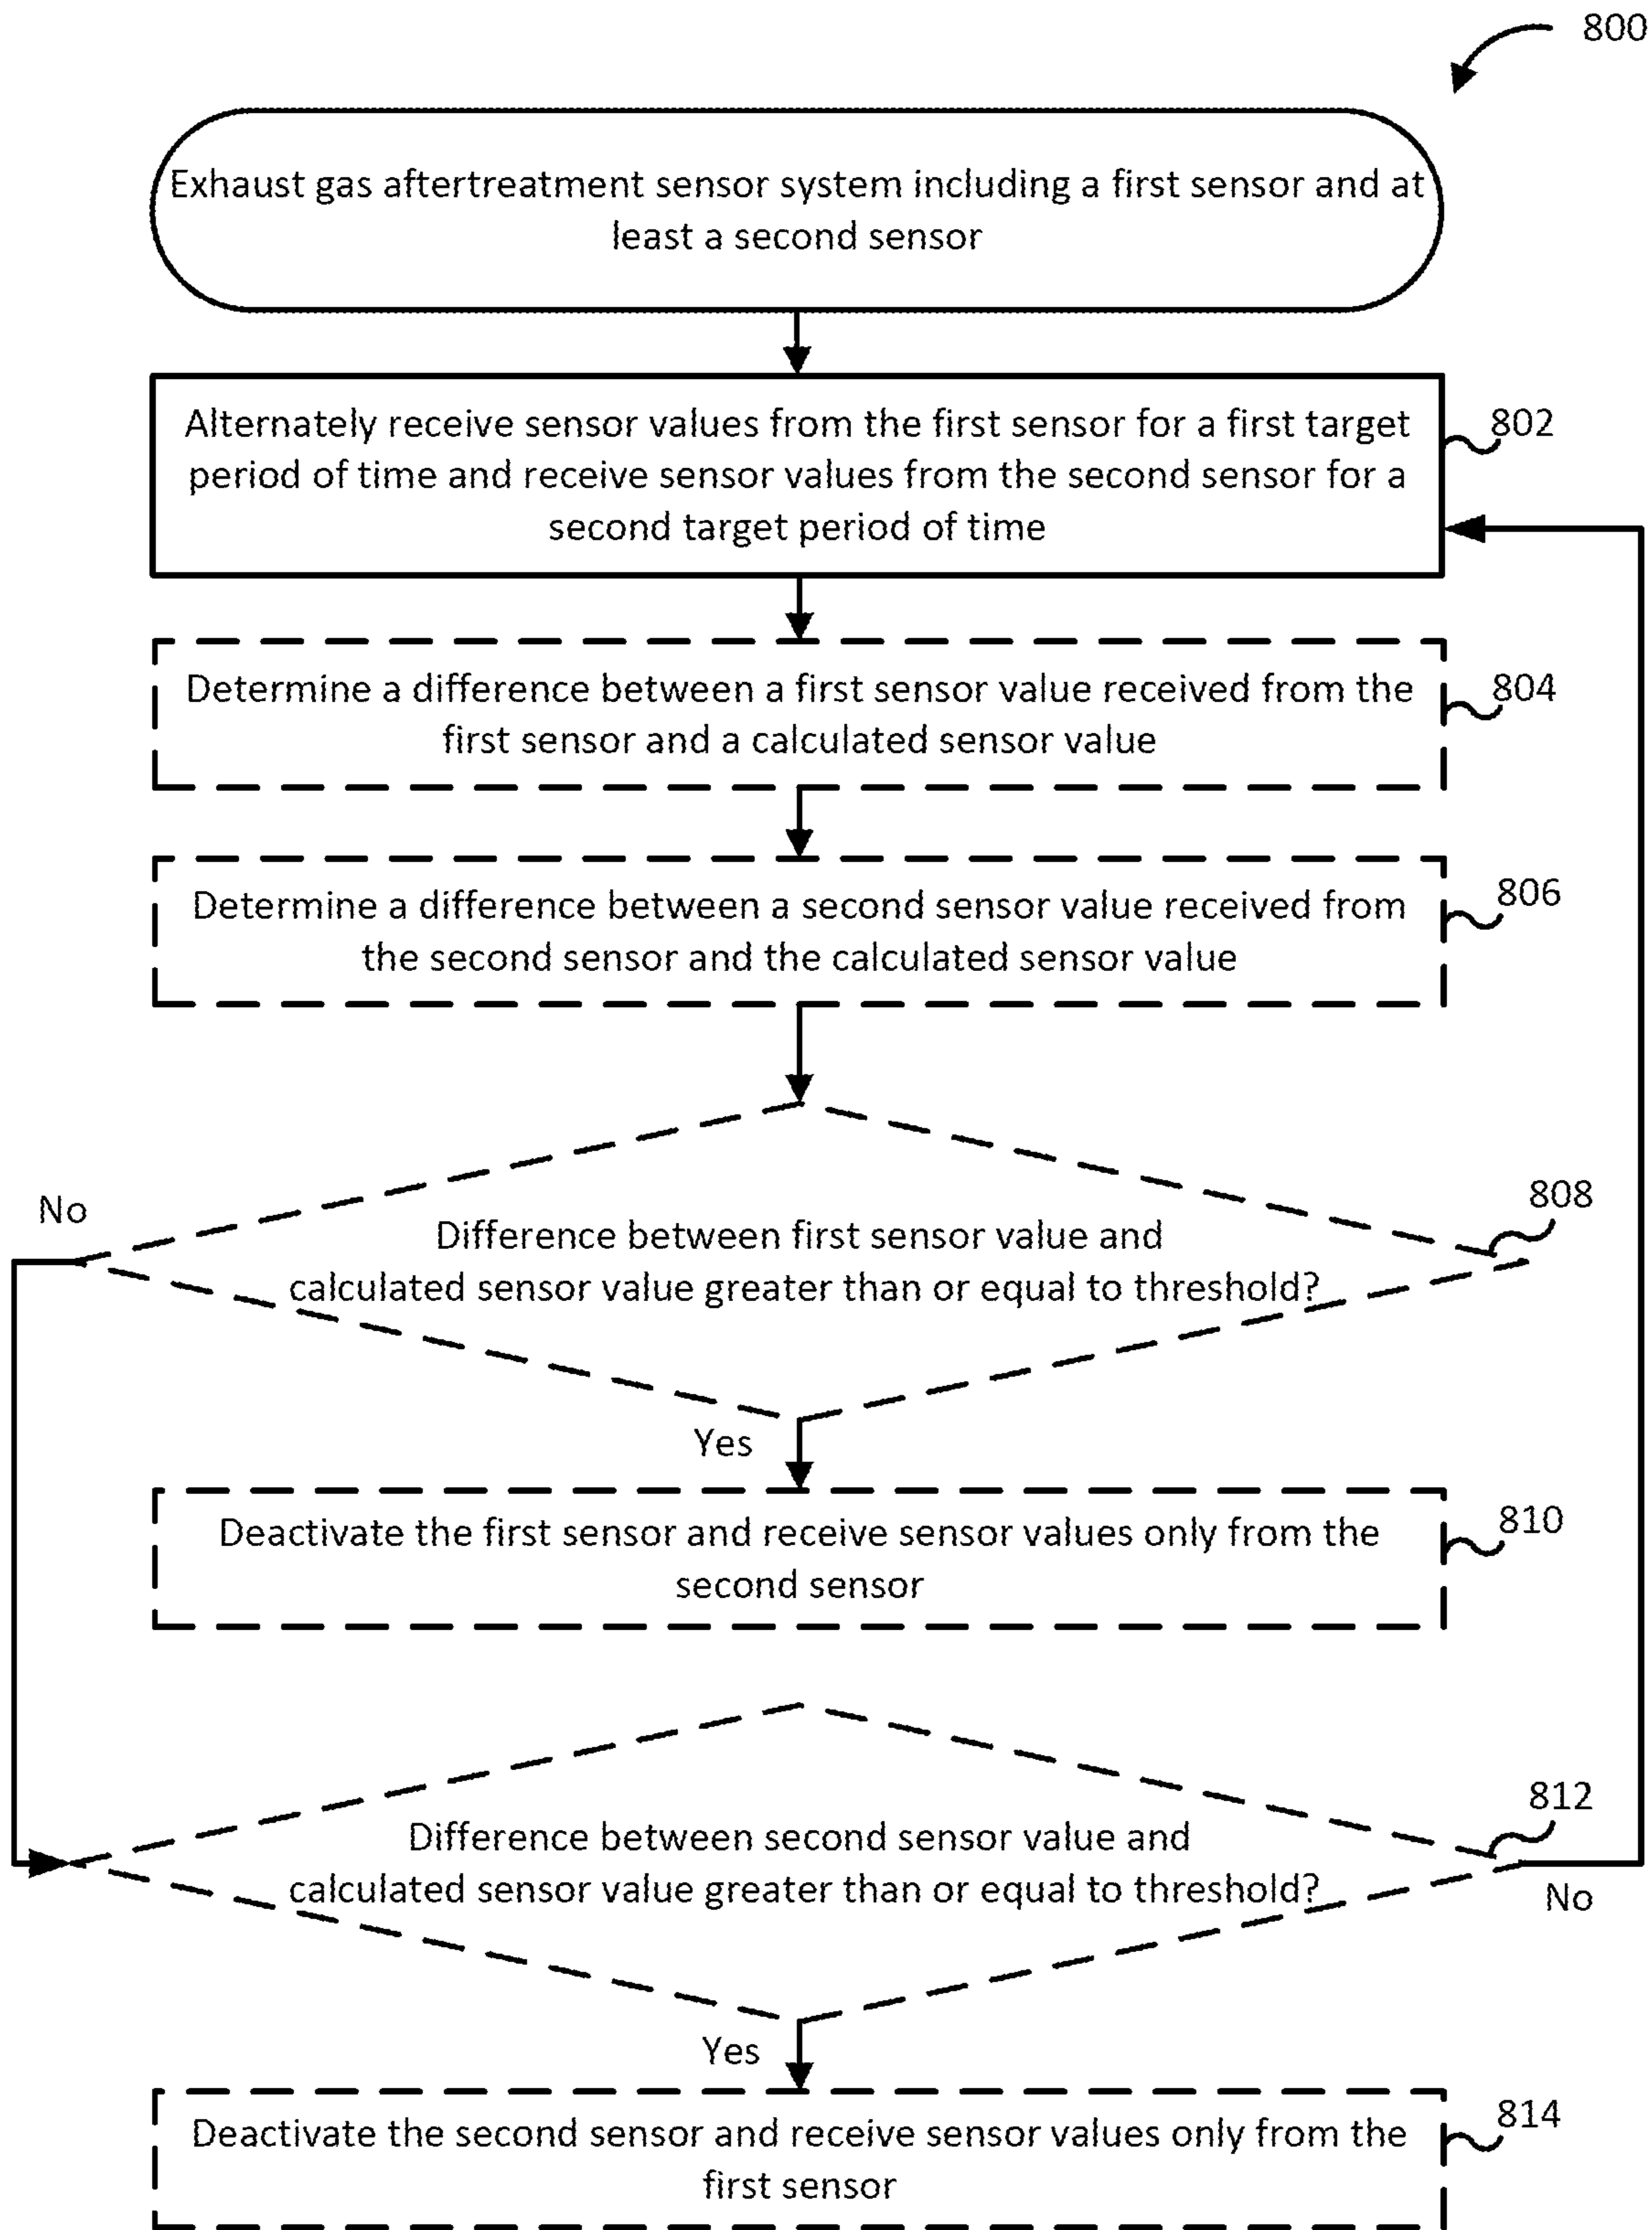 800
Exhaust gas aftertreatment sensor system including a first sensor and at
least a second sensor
Alternately receive sensor values from the first sensor for a first target
period of time and receive sensor values from the second sensor for a
second target period of time
802
Determine a difference between a first sensor value received from the
first sensor and a calculated sensor value
804
Determine a difference between a second sensor value received from
the second sensor and the calculated sensor value
806
No
808
Difference between first sensor value and
calculated sensor value greater than or equal to threshold?
Yes
Deactivate the first sensor and receive sensor values only from the
second sensor
810
812
Difference between second sensor value and
calculated sensor value greater than or equal to threshold?
No
Yes
Deactivate the second sensor and receive sensor values only from the
first sensor
814